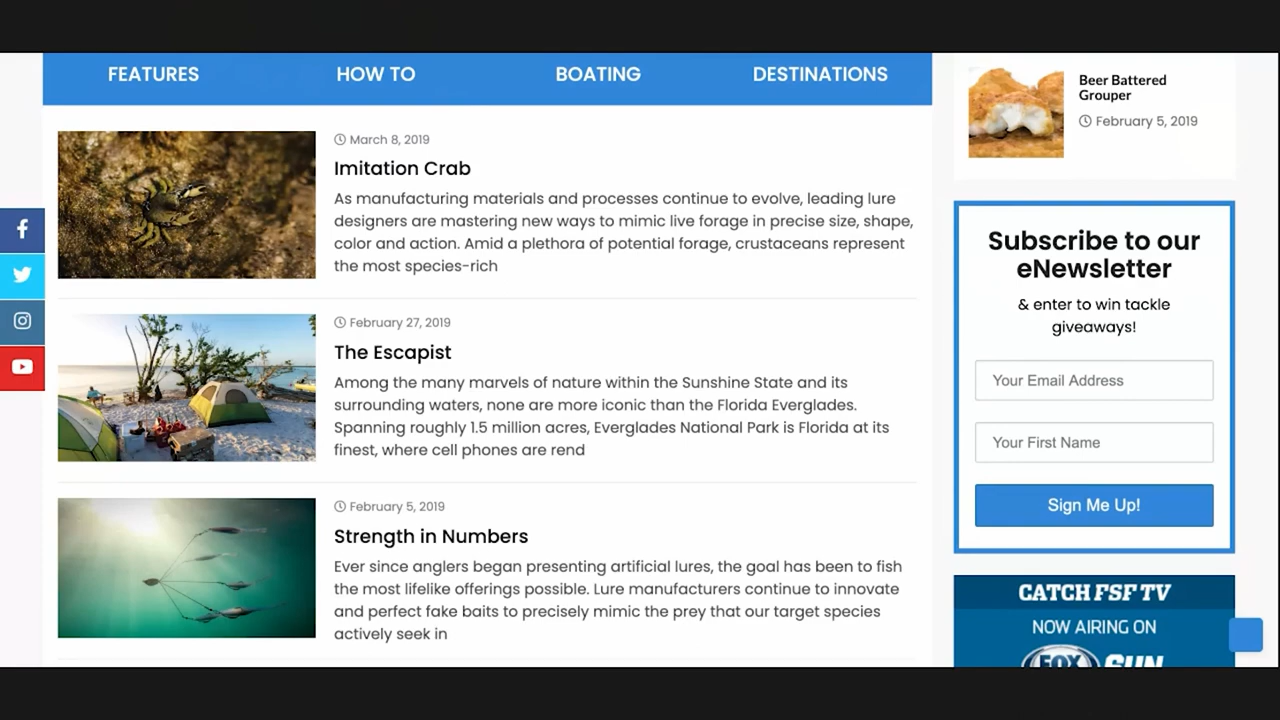 FEATURES
HOW TO
BOATING
DESTINATIONS
March 8, 2019
Imitation Crab
As manufacturing materials and processes continue to evolve, leading lure
designers are mastering new ways to mimic live forage in precise size, shape,
color and action. Amid a plethora of potential forage, crustaceans represent
the most species-rich
February 27, 2019
The Escapist
Among the many marvels of nature within the Sunshine State and its
surrounding waters, none are more iconic than the Florida Everglades.
Spanning roughly 1.5 million acres, Everglades National Park is Florida at its
finest, where cell phones are rend
February 5, 2019
Strength in Numbers
Ever since anglers began presenting artificial lures, the goal has been to fish
the most lifelike offerings possible. Lure manufacturers continue to innovate
and perfect fake baits to precisely mimic the prey that our target species
actively seek in
Beer Battered
Grouper
February 5, 2019
Subscribe to our
eNewsletter
& enter to win tackle
giveaways!
Your Email Address
Your First Name
Sign Me Up!
CATCH FSF TV
NOW AIRING ON
FOX SUN